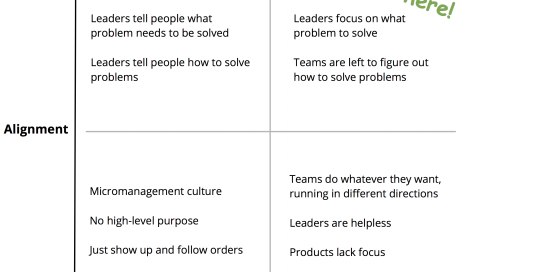 here!
Leaders tell people what
problem needs to be solved
Leaders tell people how to solve
problems
Leaders focus on what
problem to solve
Teams are left to figure out
how to solve problems
Alignment
Micromanagement culture
No high-level purpose
Just show up and follow orders
Teams do whatever they want,
running in different directions
Leaders are helpless
Products lack focus